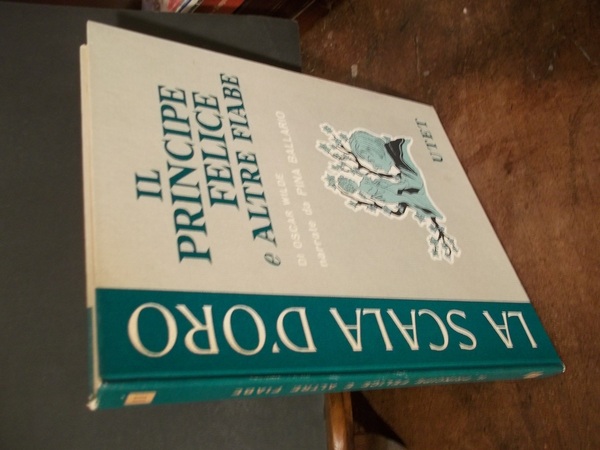 IL
PRINCIPE
FELICE
e ALTRE FIABE
DI OSCAR WILDE
narrate da PINA BALLARIO
UTET
LA SCALA D'ORO
IL PRINCIPE FELICE E ALTRE FIABE